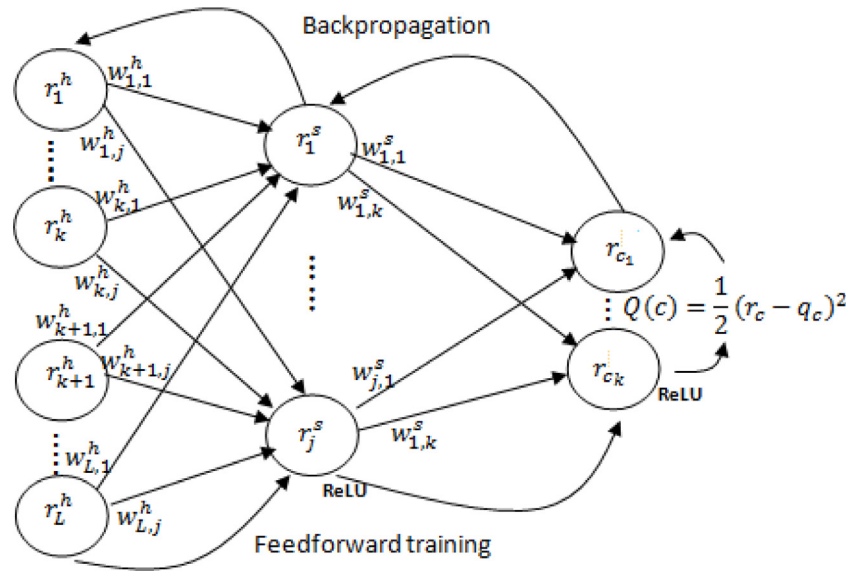 Backpropagation
r_1^h
w_{1,1}^h
w_{1,j}^h
r_k^h
w_{k,1}^h
w_{k,j}^h
w_{k+1,1}^h
r_{k+1}^h
w_{k+1,j}^h
w_{L,1}^h
r_L^h
w_{L,j}^h
r_1^s
w_{1,1}^s
w_{1,k}^s
r_j^s
ReLU
w_{j,1}^s
w_{1,k}^s
r_{c_1}
Q(c) = \frac{1}{2}(r_c - q_c)^2
r_{c_k}
ReLU
Feedforward training